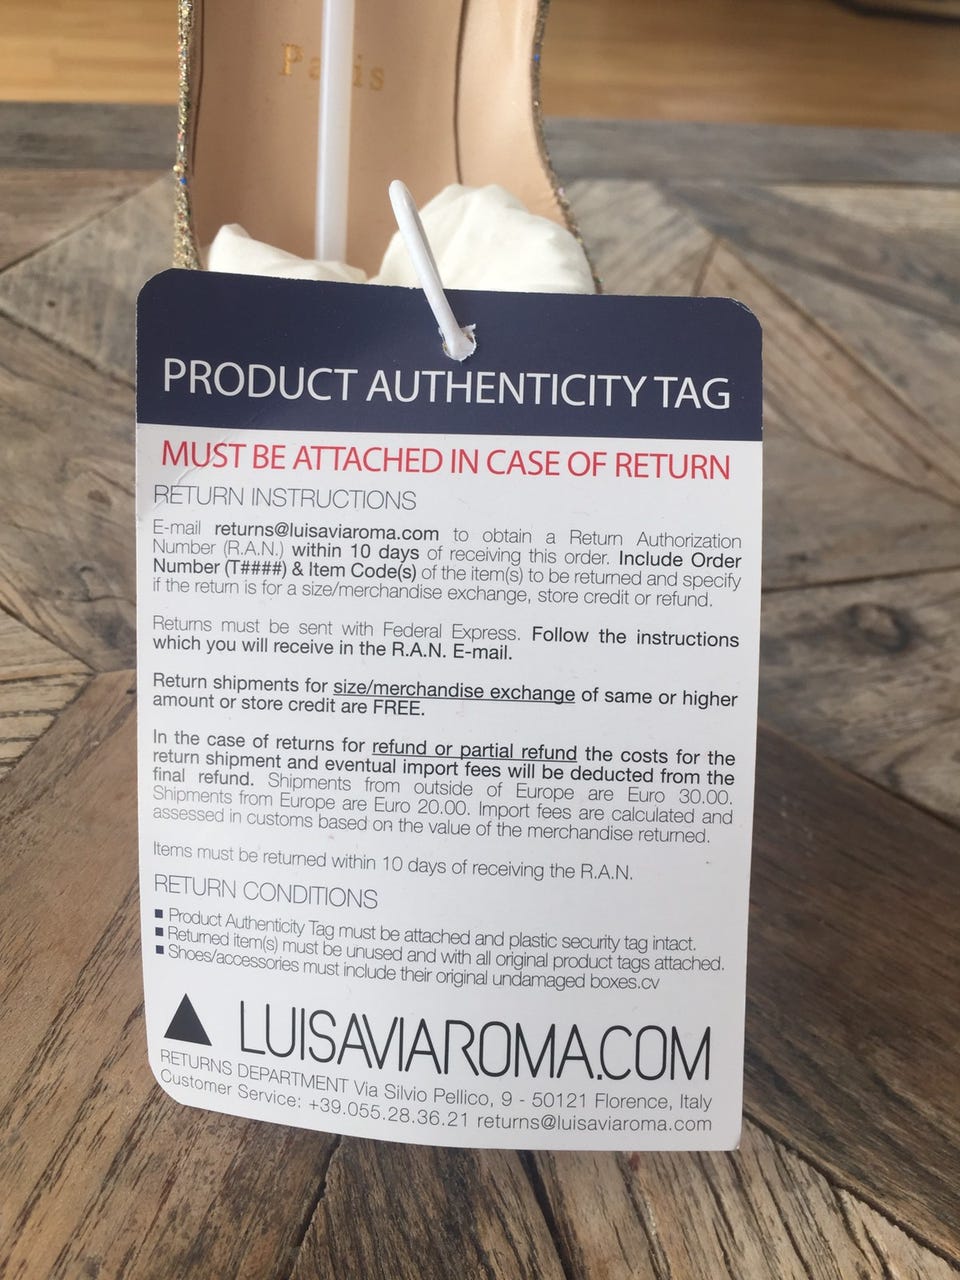 Paris
PRODUCT AUTHENTICITY TAG
MUST BE ATTACHED IN CASE OF RETURN
RETURN INSTRUCTIONS
E-mail returns@luisaviaroma.com to obtain a Return Authorization
Number (R.A.N.) within 10 days of receiving this order. Include Order
Number (T####) & Item Code(s) of the item(s) to be returned and specify
if the return is for a size/merchandise exchange, store credit or refund.
Returns must be sent with Federal Express. Follow the instructions
which you will receive in the R.A.N. E-mail.
Return shipments for size/merchandise exchange of same or higher
amount or store credit are FREE.
In the case of returns for refund or partial refund the costs for the
return shipment and eventual import fees will be deducted from the
final refund. Shipments from outside of Europe are Euro 30.00.
Shipments from Europe are Euro 20.00. Import fees are calculated and
assessed in customs based on the value of the merchandise returned.
Items must be returned within 10 days of receiving the R.A.N.
RETURN CONDITIONS
■ Product Authenticity Tag must be attached and plastic security tag intact.
■ Returned item(s) must be unused and with all original product tags attached.
■ Shoes/accessories must include their original undamaged boxes.cv
LUISAVIAROMA.COM
RETURNS DEPARTMENT Via Silvio Pellico, 9 - 50121 Florence, Italy
Customer Service: +39.055.28.36.21 returns@luisaviaroma.com